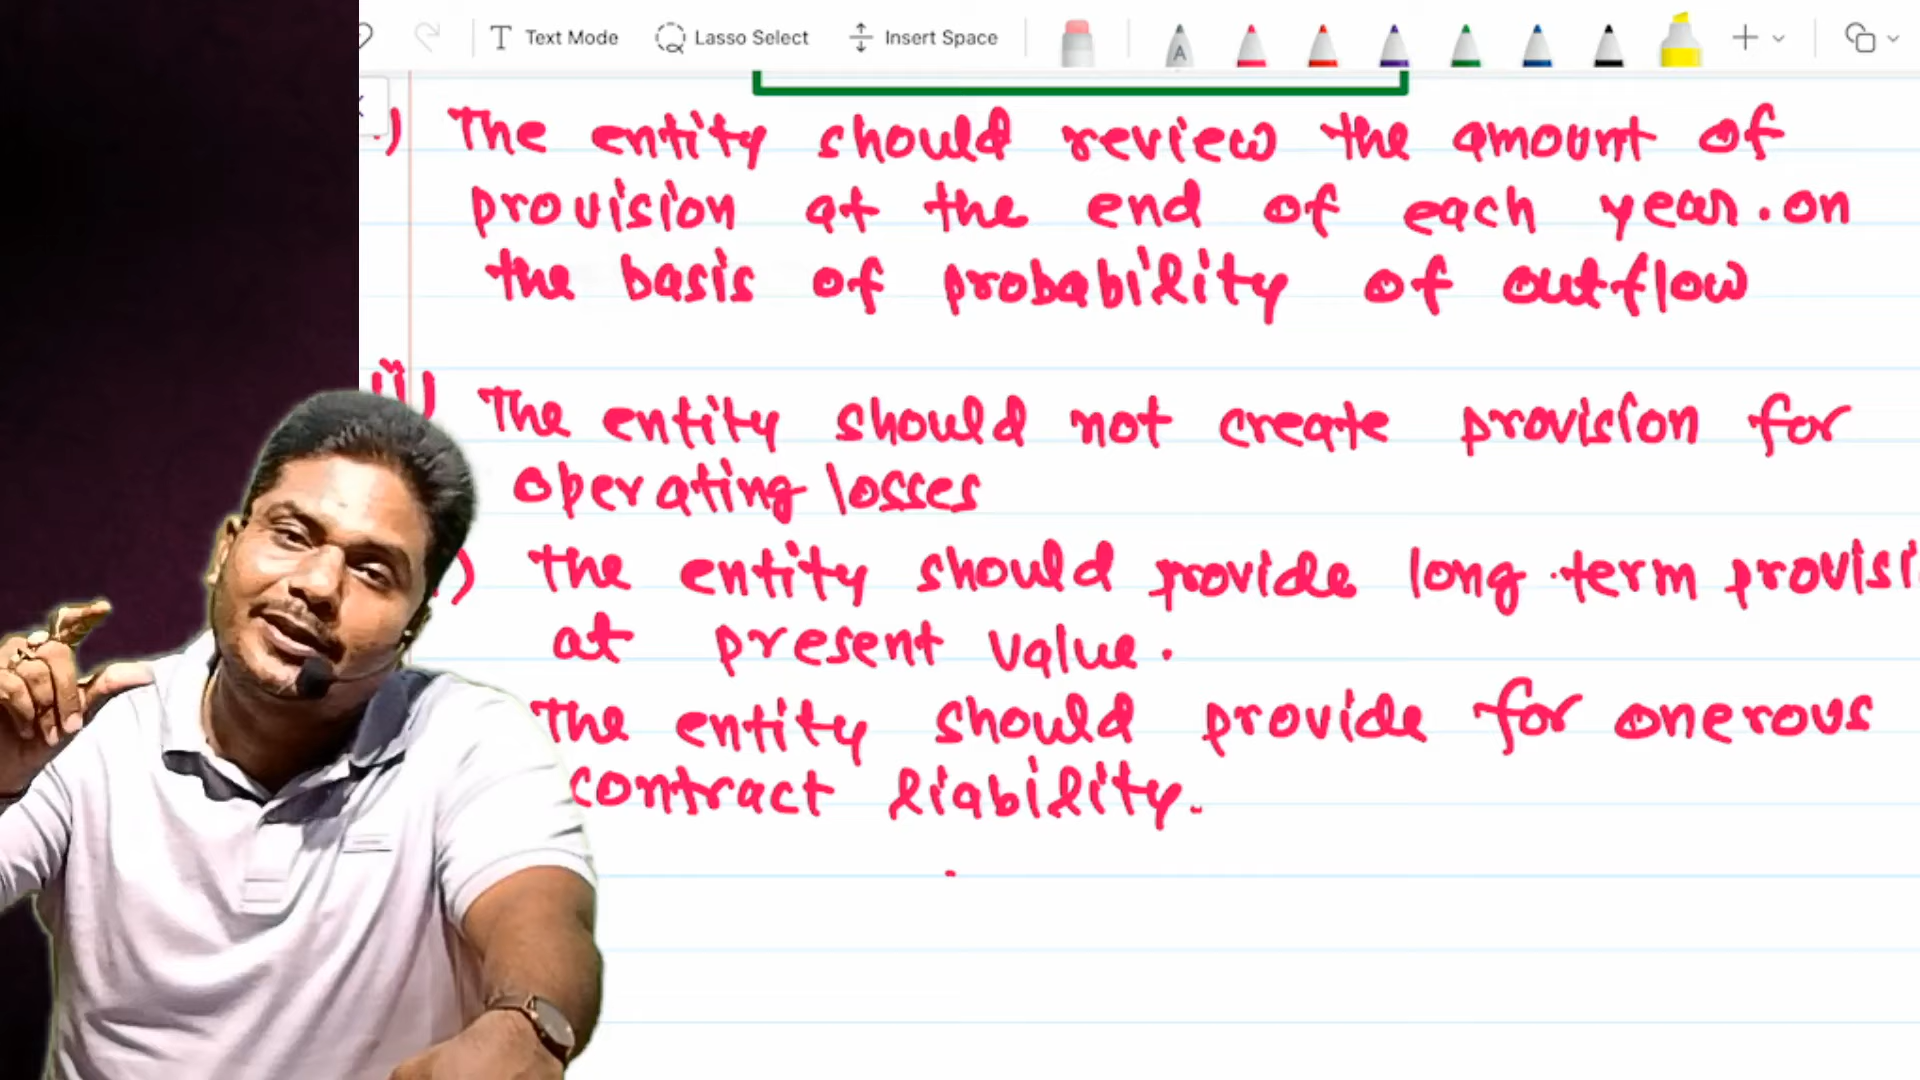 Text Mode Lasso Select Insert Space A
) The entity should review the amount of
provision at the end of each year. on
the basis of probability of outflow
ii) The entity should not create provision for
operating losses
) the entity should provide long term
at present value.
The entity should provide for onerous
contract liability.